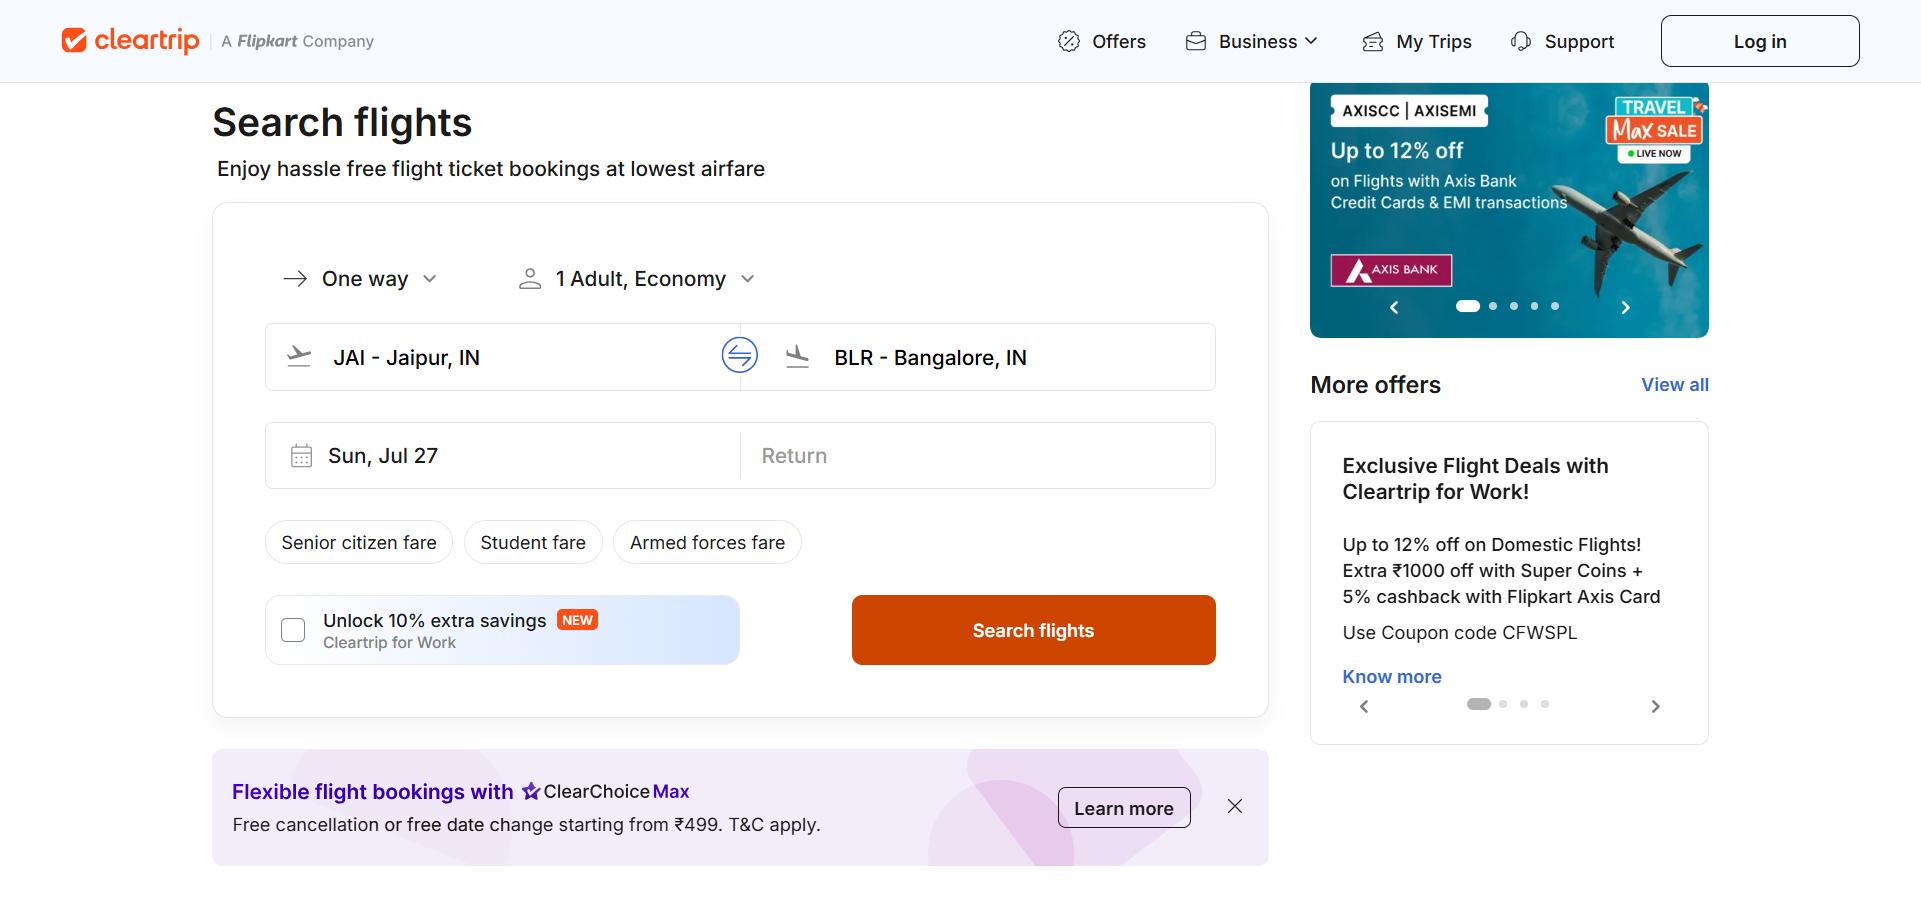 cleartrip
A Flipkart Company
Offers
Business
My Trips
Support
Log in
Search flights
Enjoy hassle free flight ticket bookings at lowest airfare
One way
1 Adult, Economy
JAI - Jaipur, IN
BLR - Bangalore, IN
Sun, Jul 27
Return
Senior citizen fare
Student fare
Armed forces fare
Unlock 10% extra savings NEW
Cleartrip for Work
Search flights
Flexible flight bookings with ClearChoice Max
Free cancellation or free date change starting from ₹499. T&C apply.
Learn more
AXISCC | AXISEMI
TRAVEL
Max SALE
LIVE NOW
Up to 12% off
on Flights with Axis Bank
Credit Cards & EMI transactions
AXIS BANK
More offers
View all
Exclusive Flight Deals with
Cleartrip for Work!
Up to 12% off on Domestic Flights!
Extra ₹1000 off with Super Coins +
5% cashback with Flipkart Axis Card
Use Coupon code CFWSPL
Know more